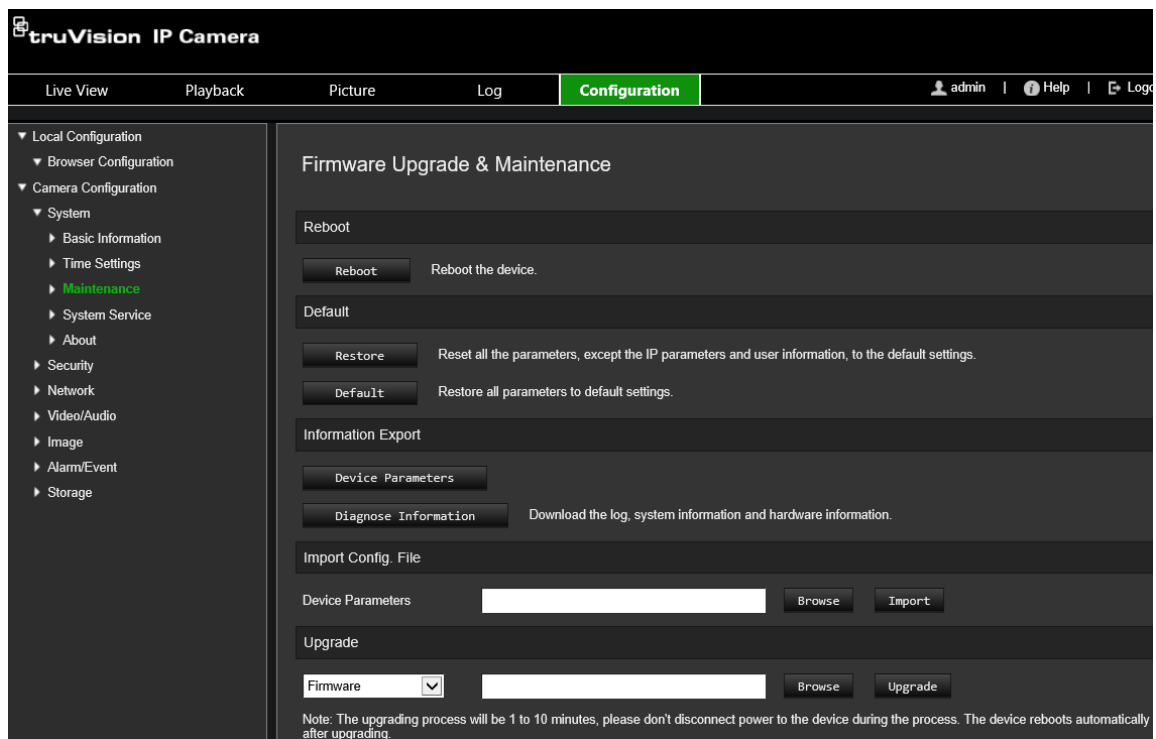 truVision IP Camera
Live View Playback Picture Log Configuration admin | Help |
Local Configuration
Browser Configuration
Camera Configuration
System
Basic Information
Time Settings
Maintenance
System Service
About
Security
Network
Video/Audio
Image
Alarm/Event
Storage
Firmware Upgrade & Maintenance
Reboot
Reboot Reboot the device.
Default
Restore Reset all the parameters, except the IP parameters and user information, to the default settings.
Default Restore all parameters to default settings.
Information Export
Device Parameters
Diagnose Information Download the log, system information and hardware information.
Import Config. File
Device Parameters Browse Import
Upgrade
Firmware Browse Upgrade
Note: The upgrading process will be 1 to 10 minutes, please don't disconnect power to the device during the process. The device reboots automatically
after upgrading.